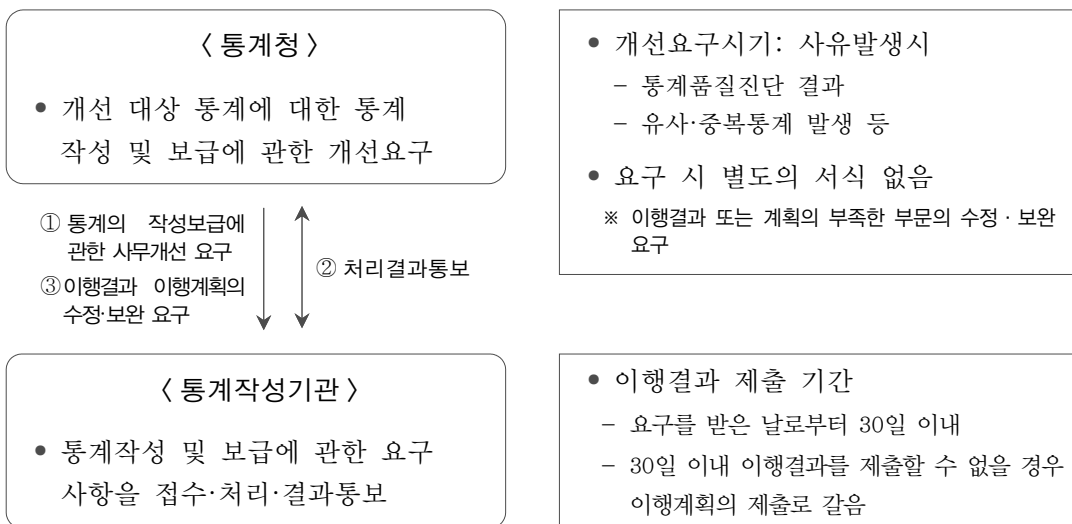 〈 통계청 〉
• 개선 대상 통계에 대한 통계
작성 및 보급에 관한 개선요구
• 개선요구시기: 사유발생시
- 통계품질진단 결과
- 유사·중복통계 발생 등
• 요구 시 별도의 서식 없음
※ 이행결과 또는 계획의 부족한 부문의 수정 · 보완
요구
① 통계의 작성보급에
관한 사무개선 요구
③ 이행결과 이행계획의
수정·보완 요구
② 처리결과통보
〈 통계작성기관 〉
• 통계작성 및 보급에 관한 요구
사항을 접수·처리·결과통보
• 이행결과 제출 기간
- 요구를 받은 날로부터 30일 이내
- 30일 이내 이행결과를 제출할 수 없을 경우
이행계획의 제출로 갈음